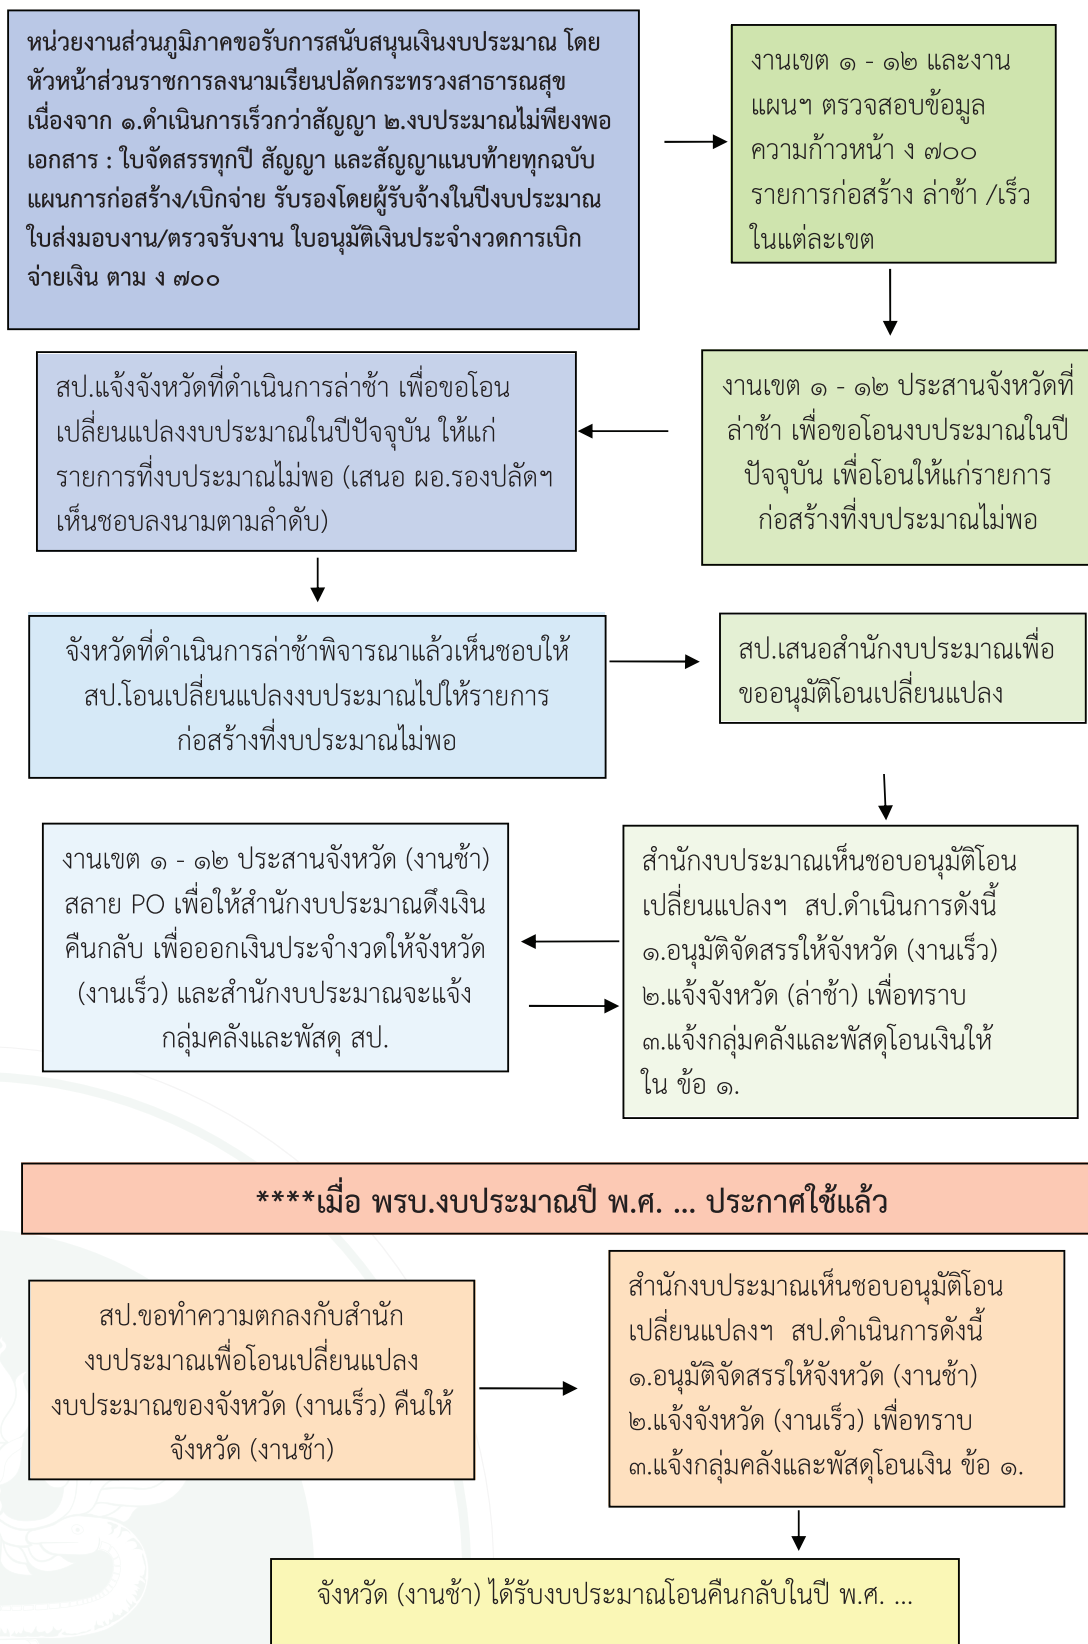 หน่วยงานส่วนภูมิภาคขอรับการสนับสนุนเงินงบประมาณ โดย
หัวหน้าส่วนราชการลงนามเรียนปลัดกระทรวงสาธารณสุข
เนื่องจาก ๑.ดำเนินการเร็วกว่าสัญญา ๒.งบประมาณไม่พียงพอ
เอกสาร : ใบจัดสรรทุกปี สัญญา และสัญญาแนบท้ายทุกฉบับ
แผนการก่อสร้าง/เบิกจ่าย รับรองโดยผู้รับจ้างในปีงบประมาณ
ใบส่งมอบงาน/ตรวจรับงาน ใบอนุมัติเงินประจำงวดการเบิก
จ่ายเงิน ตาม ง ๗๐๐
งานเขต ๑ - ๑๒ และงาน
แผนฯ ตรวจสอบข้อมูล
ความก้าวหน้า ง ๗๐๐
รายการก่อสร้าง ล่าช้า /เร็ว
ในแต่ละเขต
งานเขต ๑ - ๑๒ ประสานจังหวัดที่
ล่าช้า เพื่อขอโอนงบประมาณในปี
ปัจจุบัน เพื่อโอนให้แก่รายการ
ก่อสร้างที่งบประมาณไม่พอ
สป.แจ้งจังหวัดที่ดำเนินการล่าช้า เพื่อขอโอน
เปลี่ยนแปลงงบประมาณในปีปัจจุบัน ให้แก่
รายการที่งบประมาณไม่พอ (เสนอ ผอ.รองปลัดฯ
เห็นชอบลงนามตามลำดับ)
จังหวัดที่ดำเนินการล่าช้าพิจารณาแล้วเห็นชอบให้
สป.โอนเปลี่ยนแปลงงบประมาณไปให้รายการ
ก่อสร้างที่งบประมาณไม่พอ
สป.เสนอสำนักงบประมาณเพื่อ
ขออนุมัติโอนเปลี่ยนแปลง
สำนักงบประมาณเห็นชอบอนุมัติโอน
เปลี่ยนแปลงฯ สป.ดำเนินการดังนี้
๑.อนุมัติจัดสรรให้จังหวัด (งานเร็ว)
๒.แจ้งจังหวัด (ล่าช้า) เพื่อทราบ
๓.แจ้งกลุ่มคลังและพัสดุโอนเงินให้
ใน ข้อ ๑.
งานเขต ๑ - ๑๒ ประสานจังหวัด (งานช้า)
สลาย PO เพื่อให้สำนักงบประมาณดึงเงิน
คืนกลับ เพื่อออกเงินประจำงวดให้จังหวัด
(งานเร็ว) และสำนักงบประมาณจะแจ้ง
กลุ่มคลังและพัสดุ สป.
****เมื่อ พรบ.งบประมาณปี พ.ศ. ... ประกาศใช้แล้ว
สป.ขอทำความตกลงกับสำนัก
งบประมาณเพื่อโอนเปลี่ยนแปลง
งบประมาณของจังหวัด (งานเร็ว) คืนให้
จังหวัด (งานช้า)
สำนักงบประมาณเห็นชอบอนุมัติโอน
เปลี่ยนแปลงฯ สป.ดำเนินการดังนี้
๑.อนุมัติจัดสรรให้จังหวัด (งานช้า)
๒.แจ้งจังหวัด (งานเร็ว) เพื่อทราบ
๓.แจ้งกลุ่มคลังและพัสดุโอนเงิน ข้อ ๑.
จังหวัด (งานช้า) ได้รับงบประมาณโอนคืนกลับในปี พ.ศ. ...